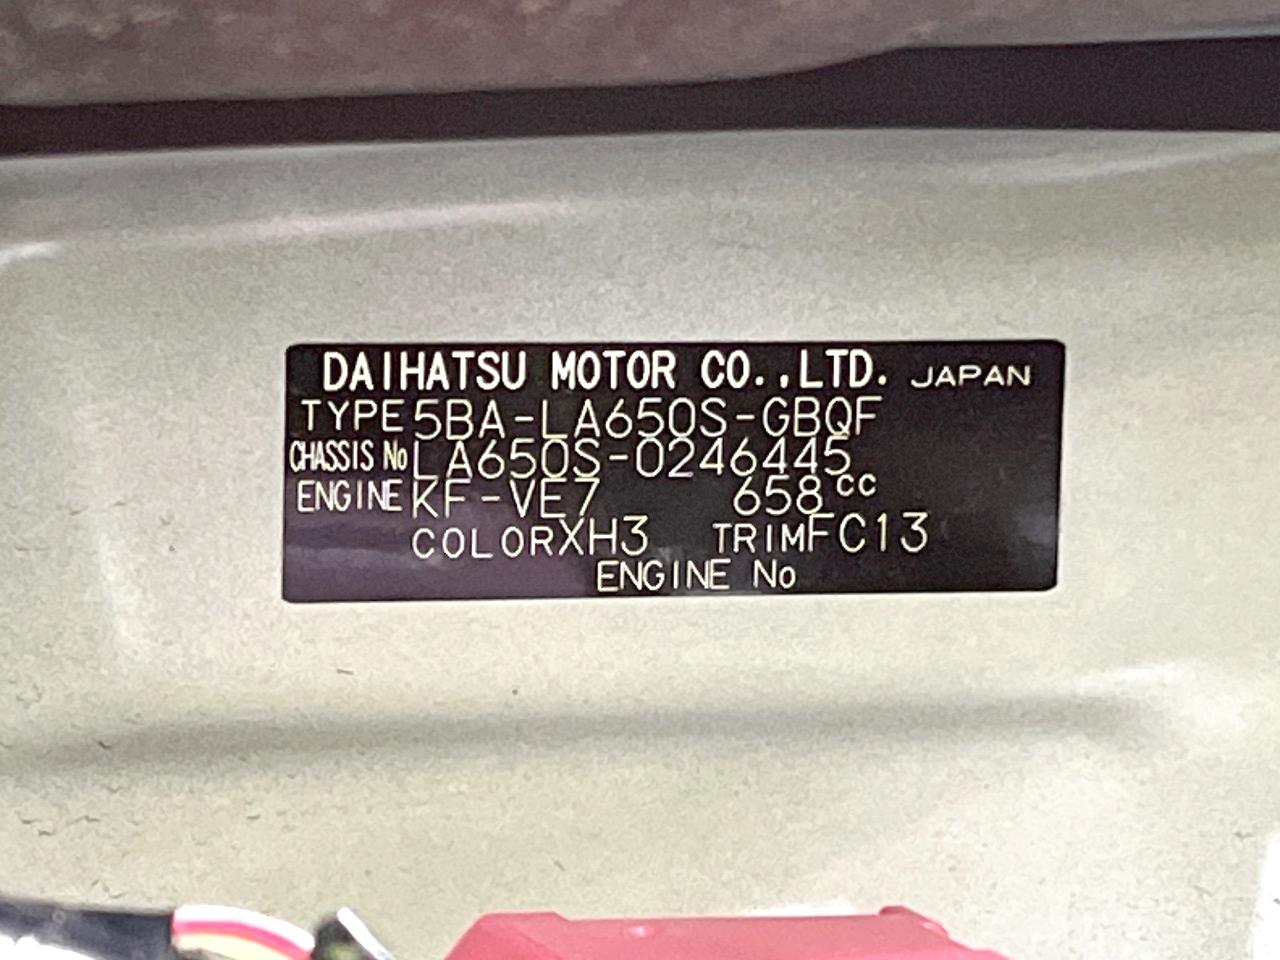 DAIHATSU MOTOR CO.,LTD. JAPAN
TYPE 5BA-LA650S-GBQF
CHASSIS No LA650S-0246445
ENGINE KF-VE7 658cc
COLOR XH3 TRIM FC13
ENGINE No